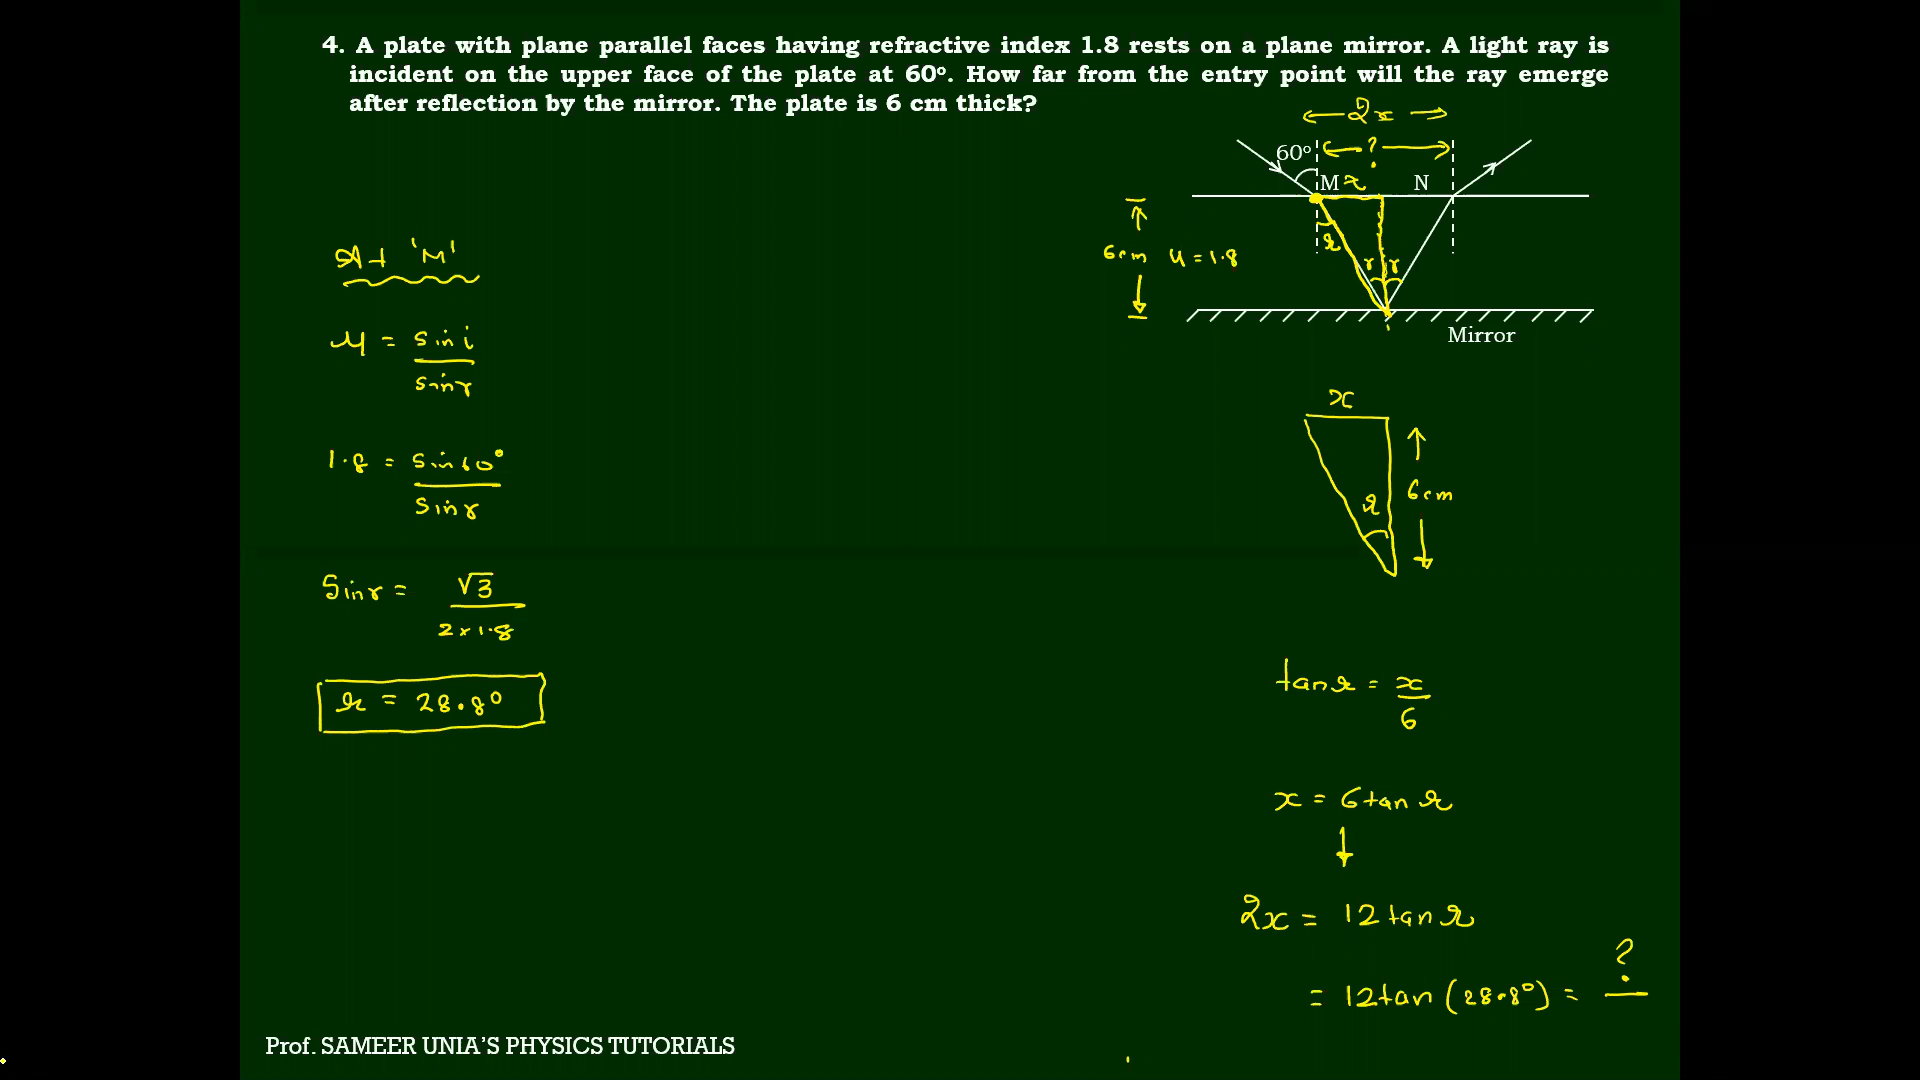 4. A plate with plane parallel faces having refractive index 1.8 rests on a plane mirror. A light ray is
incident on the upper face of the plate at 60°. How far from the entry point will the ray emerge
after reflection by the mirror. The plate is 6 cm thick?
← 2x →
60° ← ? →
M x N
6cm μ = 1.8
r
r r
Mirror
At 'M'
μ = sin i
sin r
1.8 = sin 60°
sin r
sin r = √3
2 × 1.8
r = 28.8°
x
r 6cm
tan r = x
6
x = 6 tan r
↓
2x = 12 tan r
= 12 tan (28.8°) = ?
Prof. SAMEER UNIA'S PHYSICS TUTORIALS